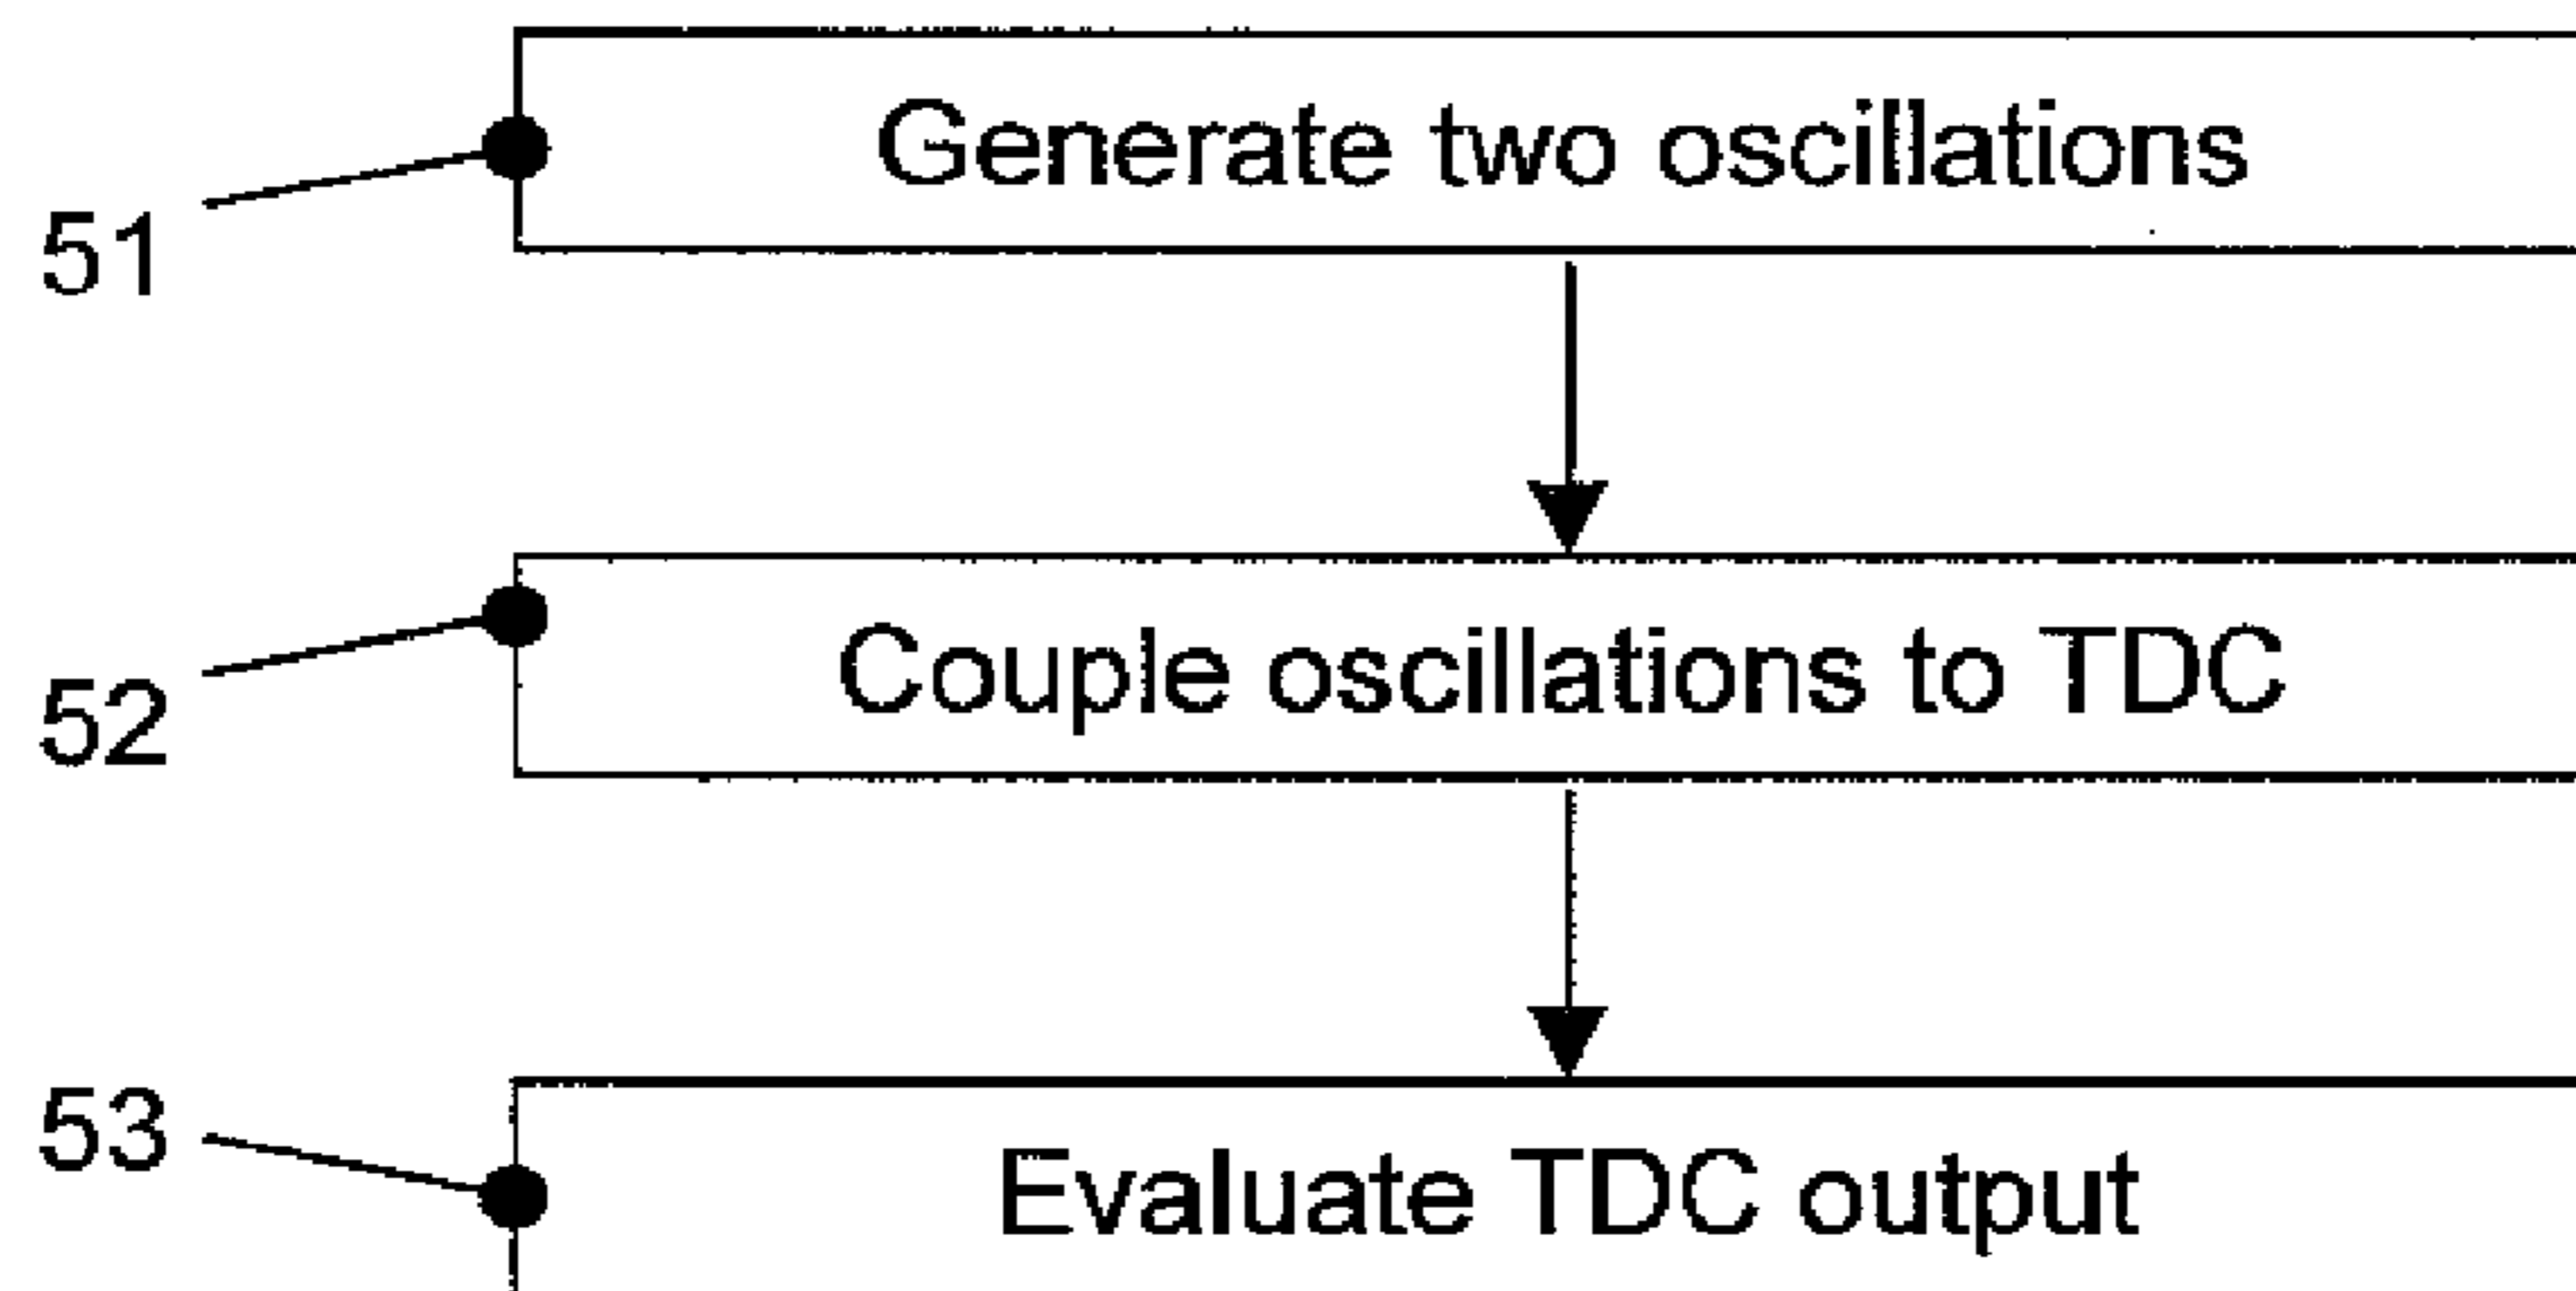 Generate two oscillations
51
Couple oscillations to TDC
52
53
Evaluate TDC output